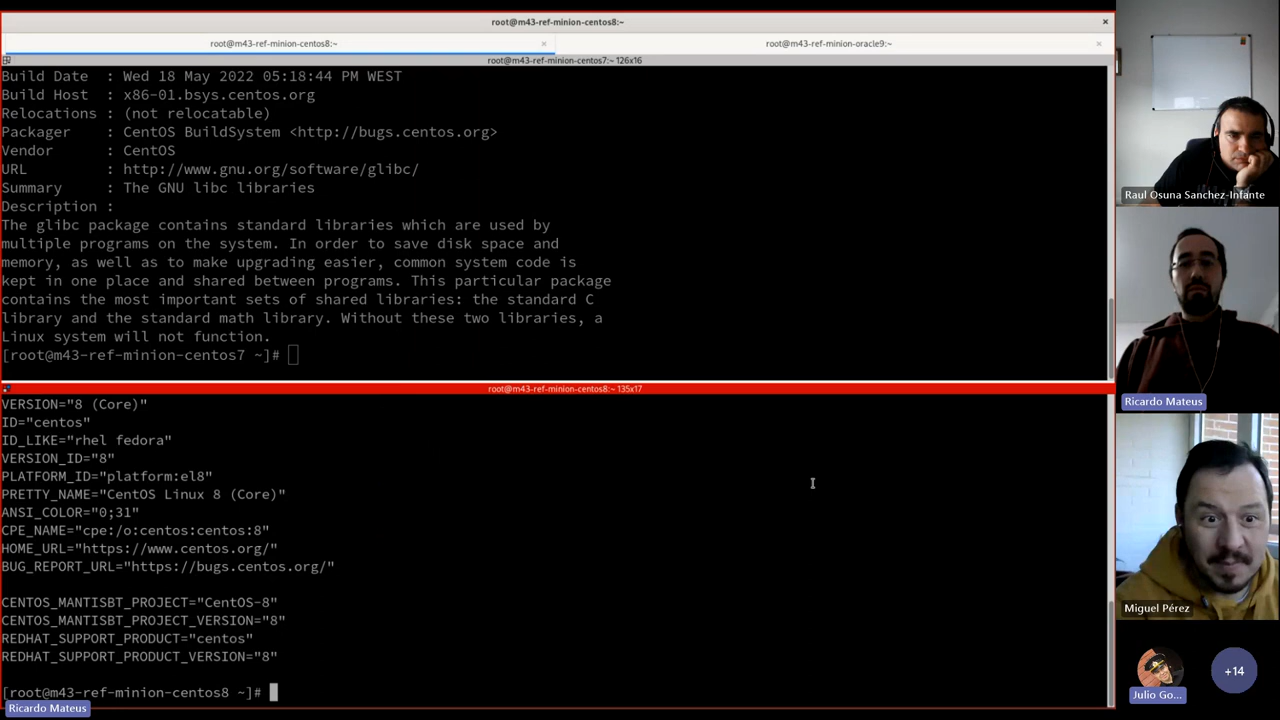 root@m43-ref-minion-centos8:~
root@m43-ref-minion-centos8:~
root@m43-ref-minion-oracle9:~
root@m43-ref-minion-centos7:~ 126x16
Build Date  : Wed 18 May 2022 05:18:44 PM WEST
Build Host  : x86-01.bsys.centos.org
Relocations : (not relocatable)
Packager    : CentOS BuildSystem <http://bugs.centos.org>
Vendor      : CentOS
URL         : http://www.gnu.org/software/glibc/
Summary     : The GNU libc libraries
Description :
The glibc package contains standard libraries which are used by
multiple programs on the system. In order to save disk space and
memory, as well as to make upgrading easier, common system code is
kept in one place and shared between programs. This particular package
contains the most important sets of shared libraries: the standard C
library and the standard math library. Without these two libraries, a
Linux system will not function.
[root@m43-ref-minion-centos7 ~]#
root@m43-ref-minion-centos8:~ 135x17
VERSION="8 (Core)"
ID="centos"
ID_LIKE="rhel fedora"
VERSION_ID="8"
PLATFORM_ID="platform:el8"
PRETTY_NAME="CentOS Linux 8 (Core)"
ANSI_COLOR="0;31"
CPE_NAME="cpe:/o:centos:centos:8"
HOME_URL="https://www.centos.org/"
BUG_REPORT_URL="https://bugs.centos.org/"
CENTOS_MANTISBT_PROJECT="CentOS-8"
CENTOS_MANTISBT_PROJECT_VERSION="8"
REDHAT_SUPPORT_PRODUCT="centos"
REDHAT_SUPPORT_PRODUCT_VERSION="8"
[root@m43-ref-minion-centos8 ~]#
Ricardo Mateus
Raul Osuna Sanchez-Infante
Ricardo Mateus
Miguel Pérez
Julio Go...
+14